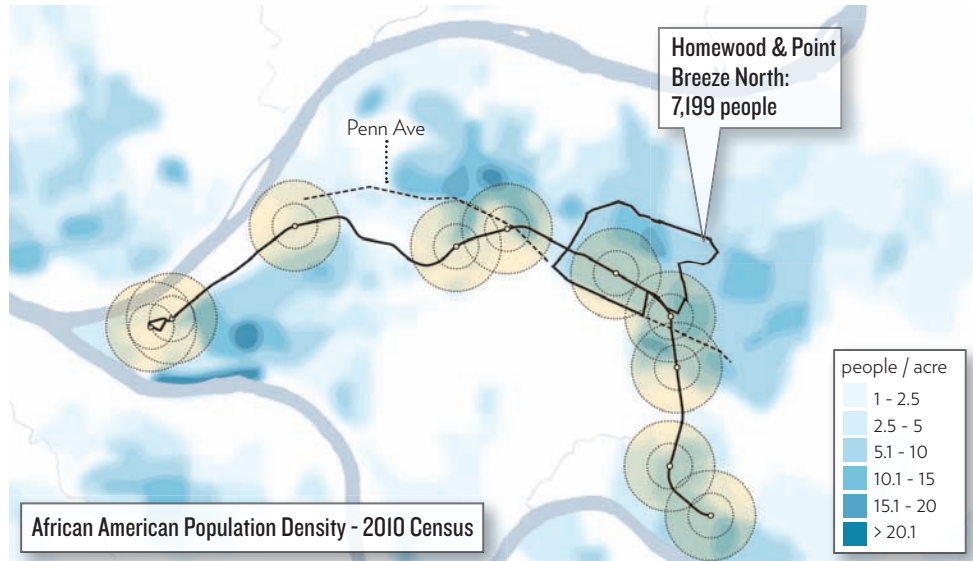 Homewood & Point
Breeze North:
7,199 people
Penn Ave
people / acre
1 - 2.5
2.5 - 5
5.1 - 10
10.1 - 15
15.1 - 20
> 20.1
African American Population Density - 2010 Census